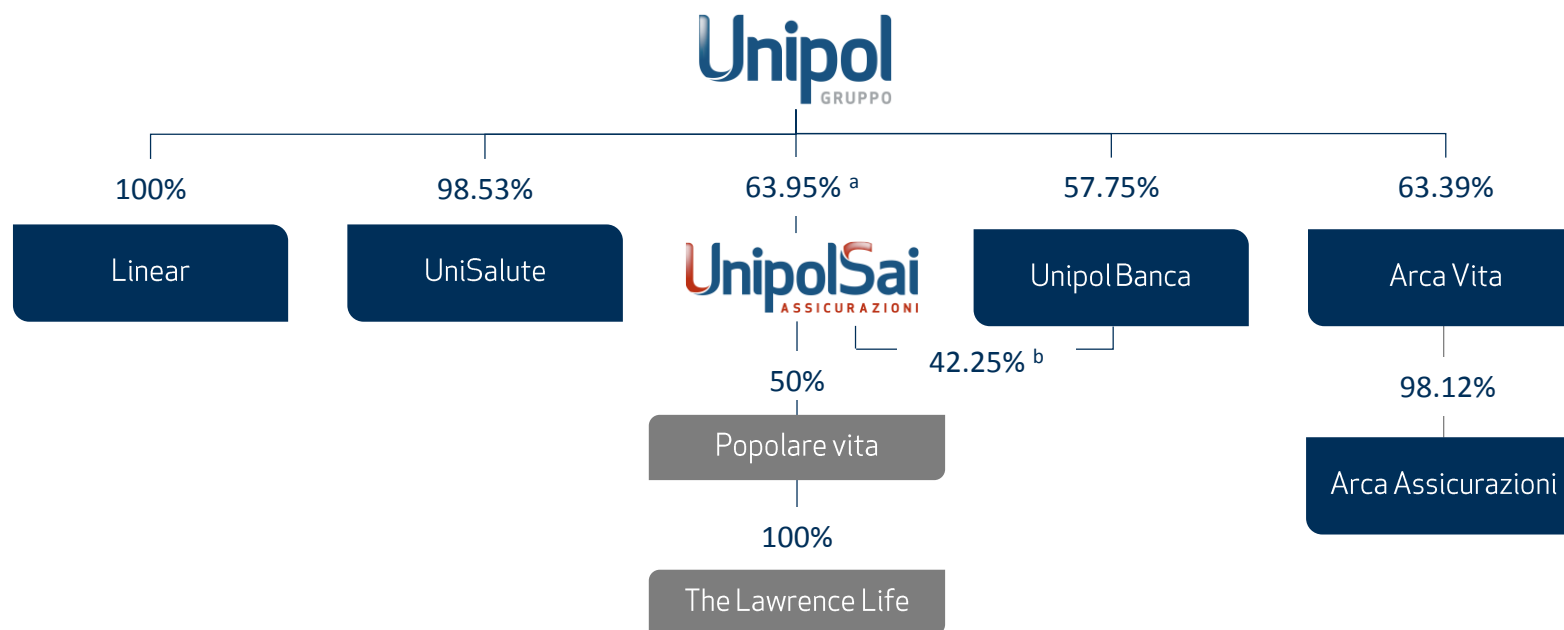 Unipol
GRUPPO
100%
98.53%
63.95% a
57.75%
63.39%
Linear
UniSalute
UnipolSai
ASSICURAZIONI
Unipol Banca
Arca Vita
42.25% b
50%
98.12%
Popolare vita
Arca Assicurazioni
100%
The Lawrence Life